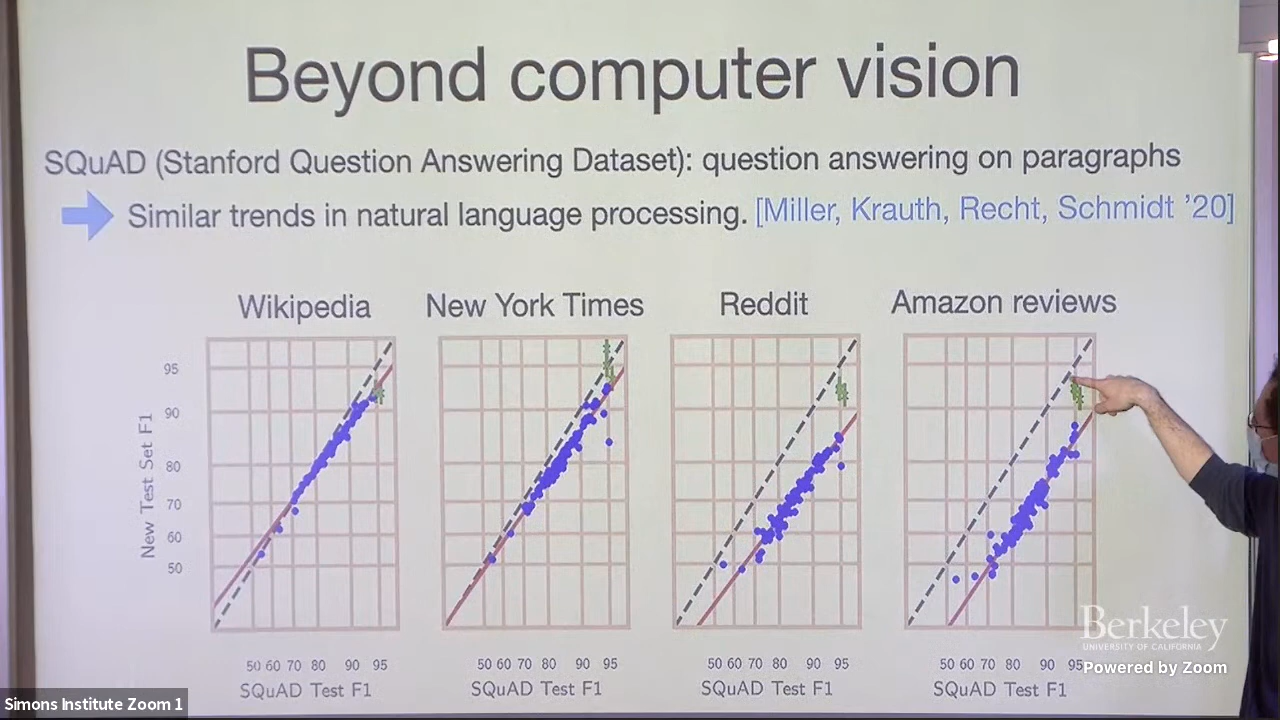 Beyond computer vision
SQuAD (Stanford Question Answering Dataset): question answering on paragraphs
Similar trends in natural language processing. [Miller, Krauth, Recht, Schmidt ’20]
Wikipedia
New York Times
Reddit
Amazon reviews
New Test Set F1
95
90
80
70
60
50
50 60 70 80 90 95
SQuAD Test F1
50 60 70 80 90 95
SQuAD Test F1
50 60 70 80 90 95
SQuAD Test F1
50 60 70 80 90 95
SQuAD Test F1
Berkeley
UNIVERSITY OF CALIFORNIA
Powered by Zoom
Simons Institute Zoom 1